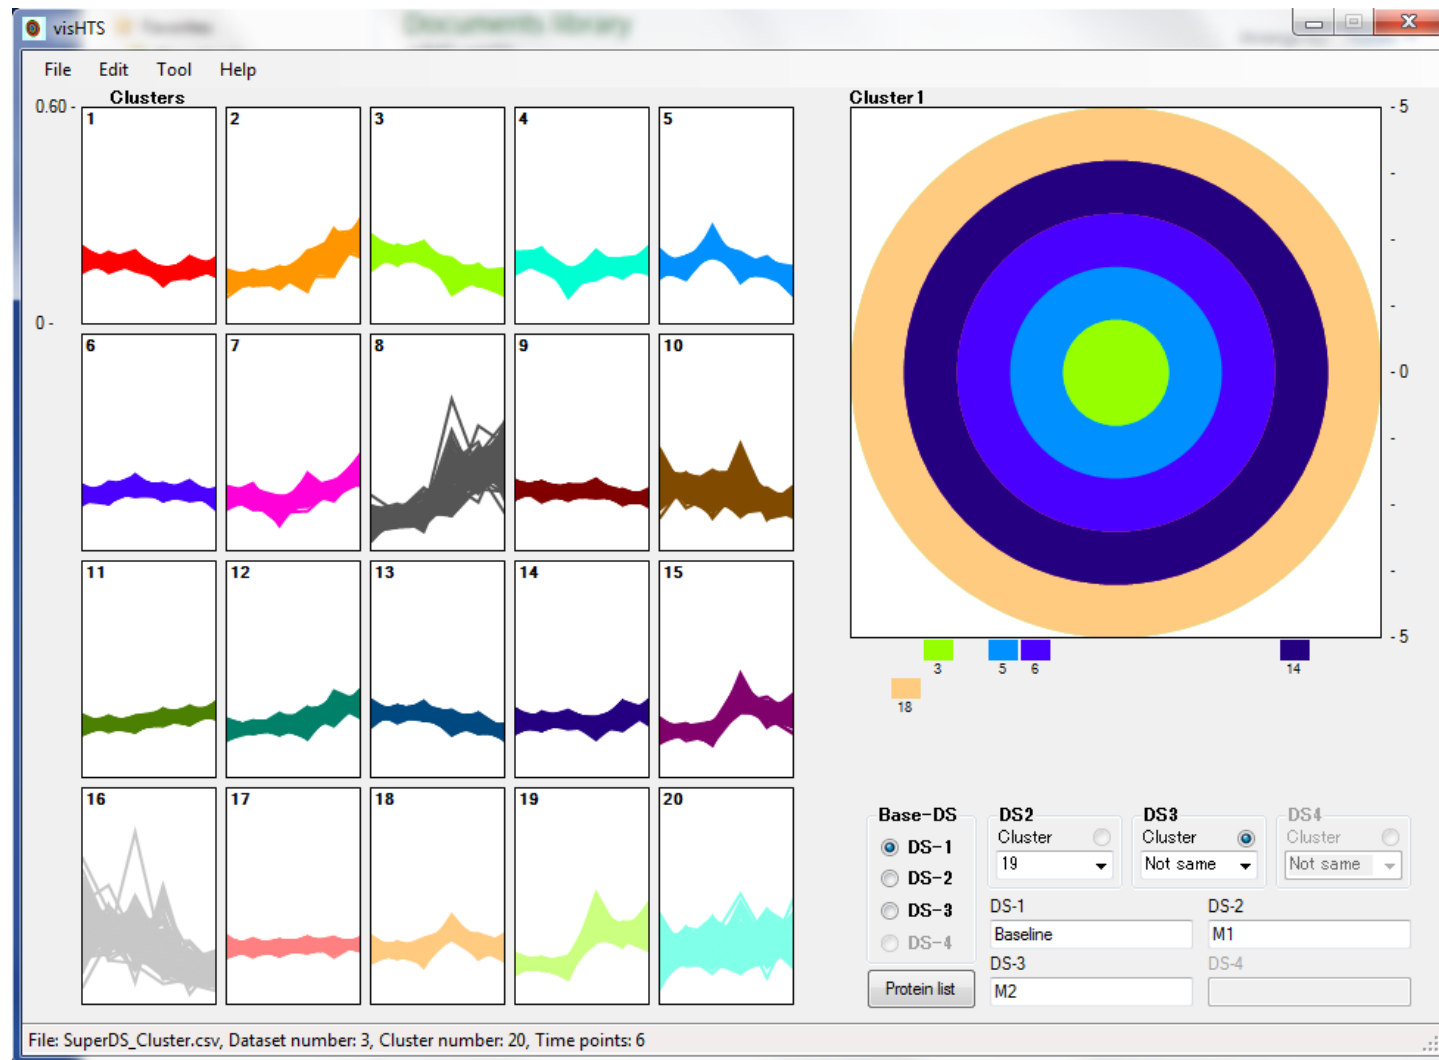 visHTS
Documents library
File Edit Tool Help
Clusters
0.60 -
0 -
1 2 3 4 5
6 7 8 9 10
11 12 13 14 15
16 17 18 19 20
Cluster1
- 5
-
-
-
- 0
-
-
-
- 5
3 5 6 14
18
Base-DS
DS-1
DS-2
DS-3
DS-4
Protein list
DS2
Cluster
19
DS3
Cluster
Not same
DS4
Cluster
Not same
DS-1 DS-2
Baseline M1
DS-3 DS-4
M2
File: SuperDS_Cluster.csv, Dataset number: 3, Cluster number: 20, Time points: 6